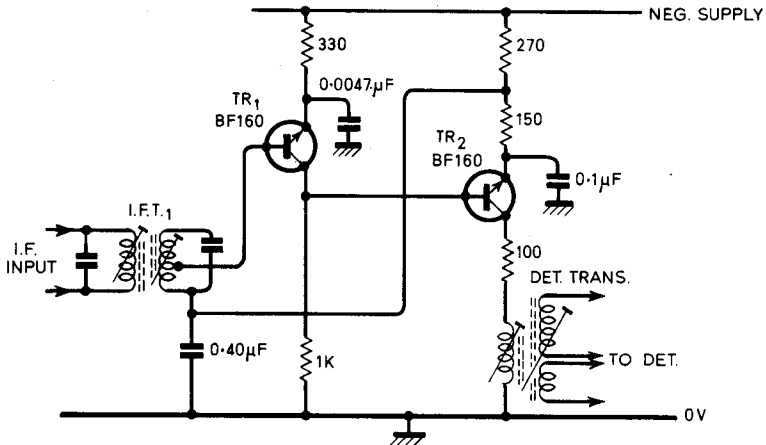 NEG. SUPPLY
330
270
0·0047µF
TR1
BF160
150
TR2
BF160
0·1µF
I.F.T.1
I.F.
INPUT
100
DET. TRANS.
0·40µF
1K
TO DET.
0V